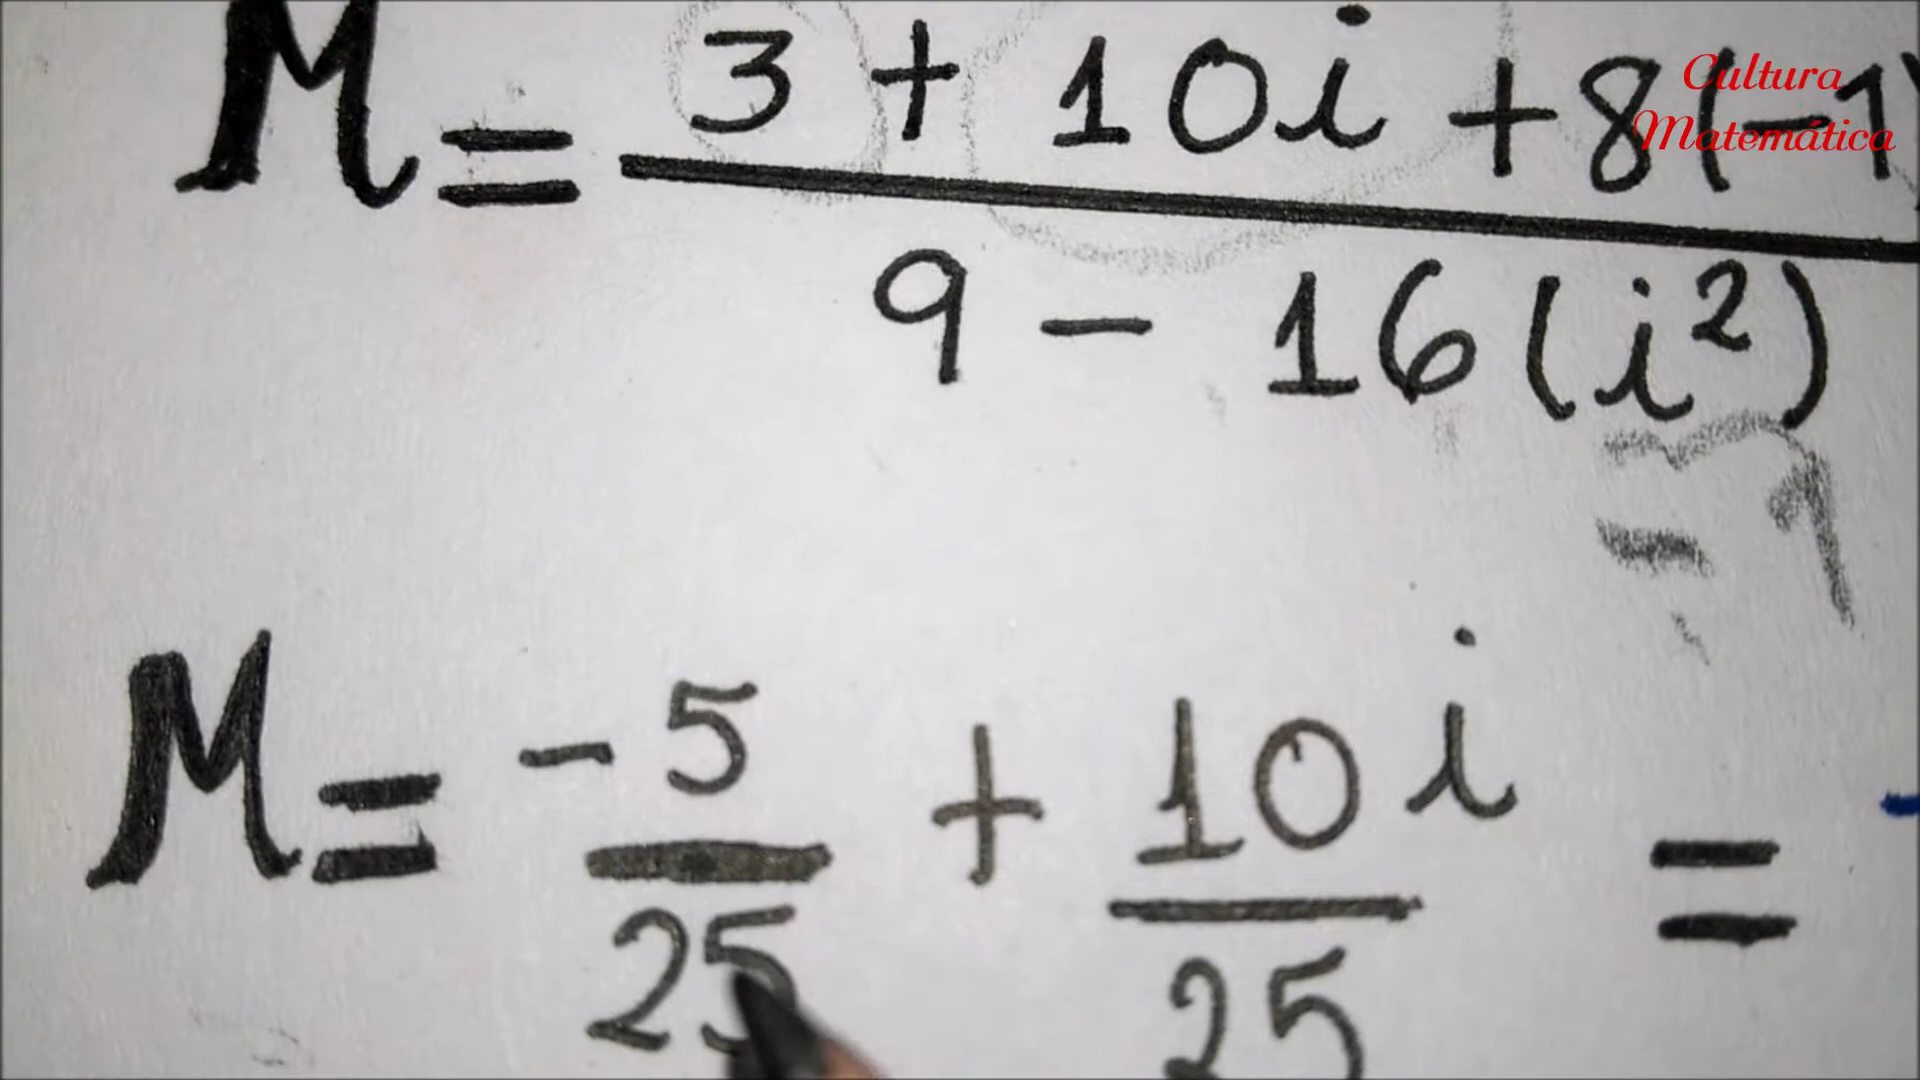 M = 3 + 10i + 8(-1)
9 - 16(i²)
-1
M = -5/25 + 10i/25 =
Cultura
Matemática